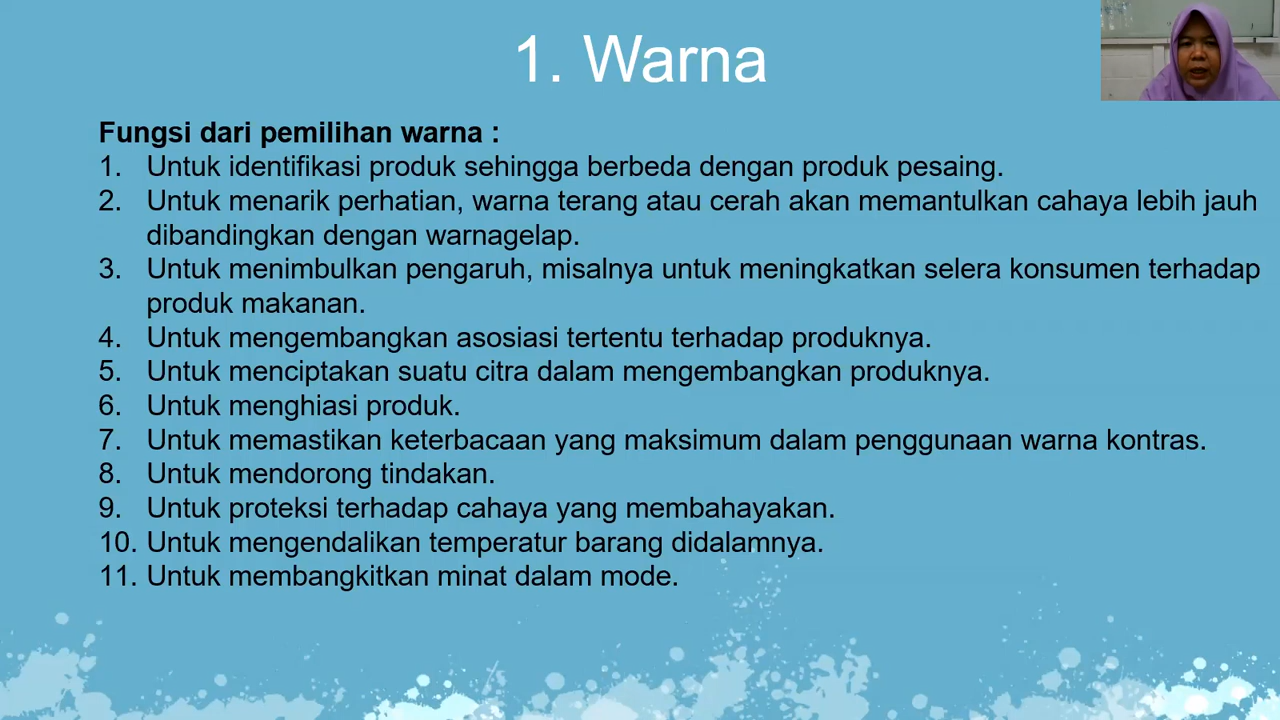 1. Warna
Fungsi dari pemilihan warna :
1. Untuk identifikasi produk sehingga berbeda dengan produk pesaing.
2. Untuk menarik perhatian, warna terang atau cerah akan memantulkan cahaya lebih jauh
dibandingkan dengan warnagelap.
3. Untuk menimbulkan pengaruh, misalnya untuk meningkatkan selera konsumen terhadap
produk makanan.
4. Untuk mengembangkan asosiasi tertentu terhadap produknya.
5. Untuk menciptakan suatu citra dalam mengembangkan produknya.
6. Untuk menghiasi produk.
7. Untuk memastikan keterbacaan yang maksimum dalam penggunaan warna kontras.
8. Untuk mendorong tindakan.
9. Untuk proteksi terhadap cahaya yang membahayakan.
10. Untuk mengendalikan temperatur barang didalamnya.
11. Untuk membangkitkan minat dalam mode.